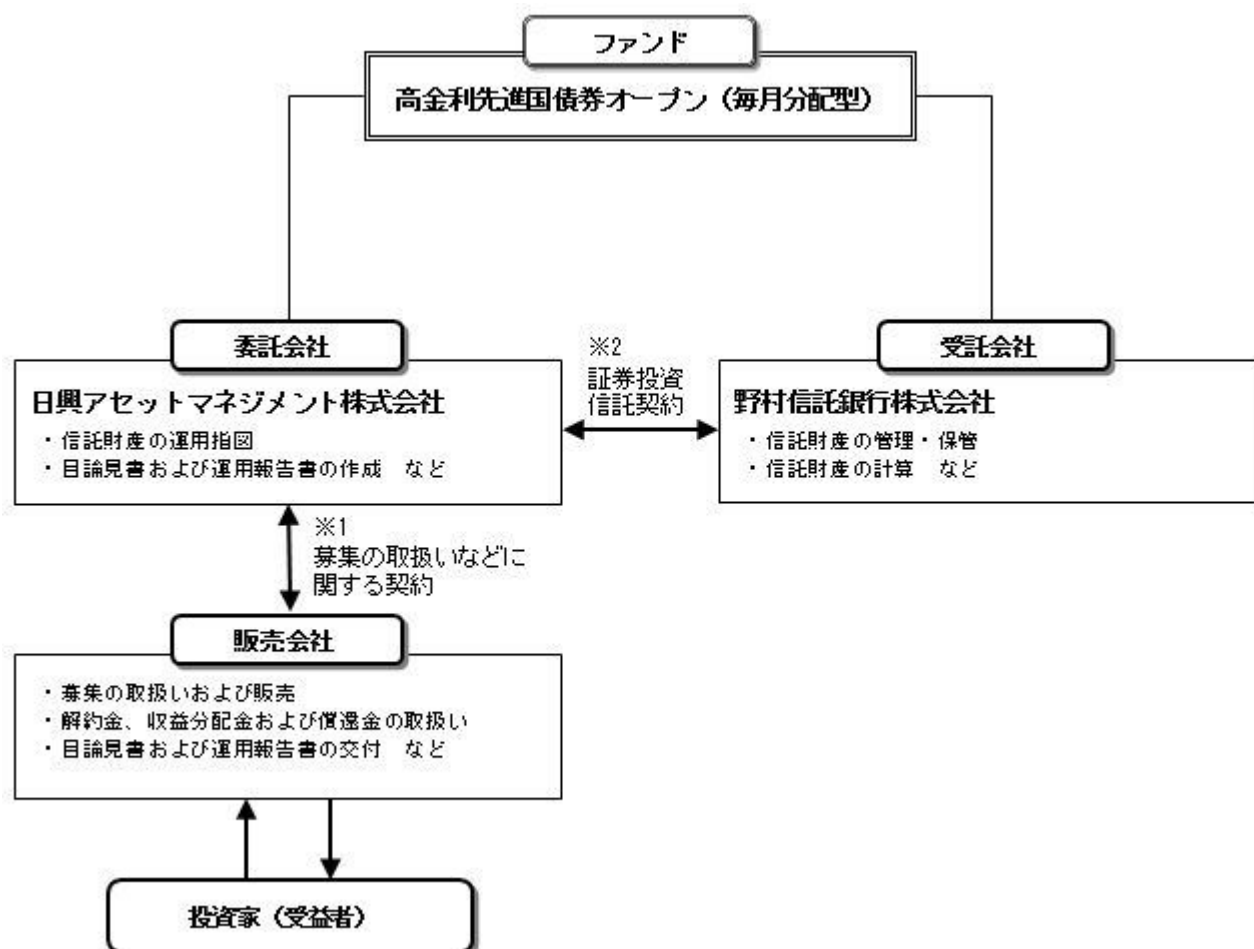 ファンド
高金利先進国債券オープン（毎月分配型）
委託会社
日興アセットマネジメント株式会社
・信託財産の運用指図
・目論見書および運用報告書の作成　など
※2
証券投資
信託契約
受託会社
野村信託銀行株式会社
・信託財産の管理・保管
・信託財産の計算　など
※1
募集の取扱いなどに
関する契約
販売会社
・募集の取扱いおよび販売
・解約金、収益分配金および償還金の取扱い
・目論見書および運用報告書の交付　など
投資家（受益者）